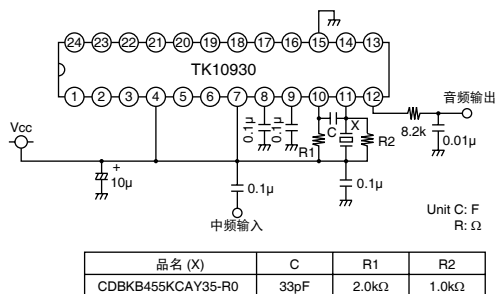 24 23 22 21 20 19 18 17 16 15 14 13
TK10930
1 2 3 4 5 6 7 8 9 10 11 12
音频输出
Vcc
+
10μ
0.1μ
0.1μ
C
X
R1
R2
8.2k
0.01μ
0.1μ
0.1μ
中频输入
Unit C: F
R: Ω
品名 (X) C R1 R2
CDBKB455KCAY35-R0 33pF 2.0kΩ 1.0kΩ